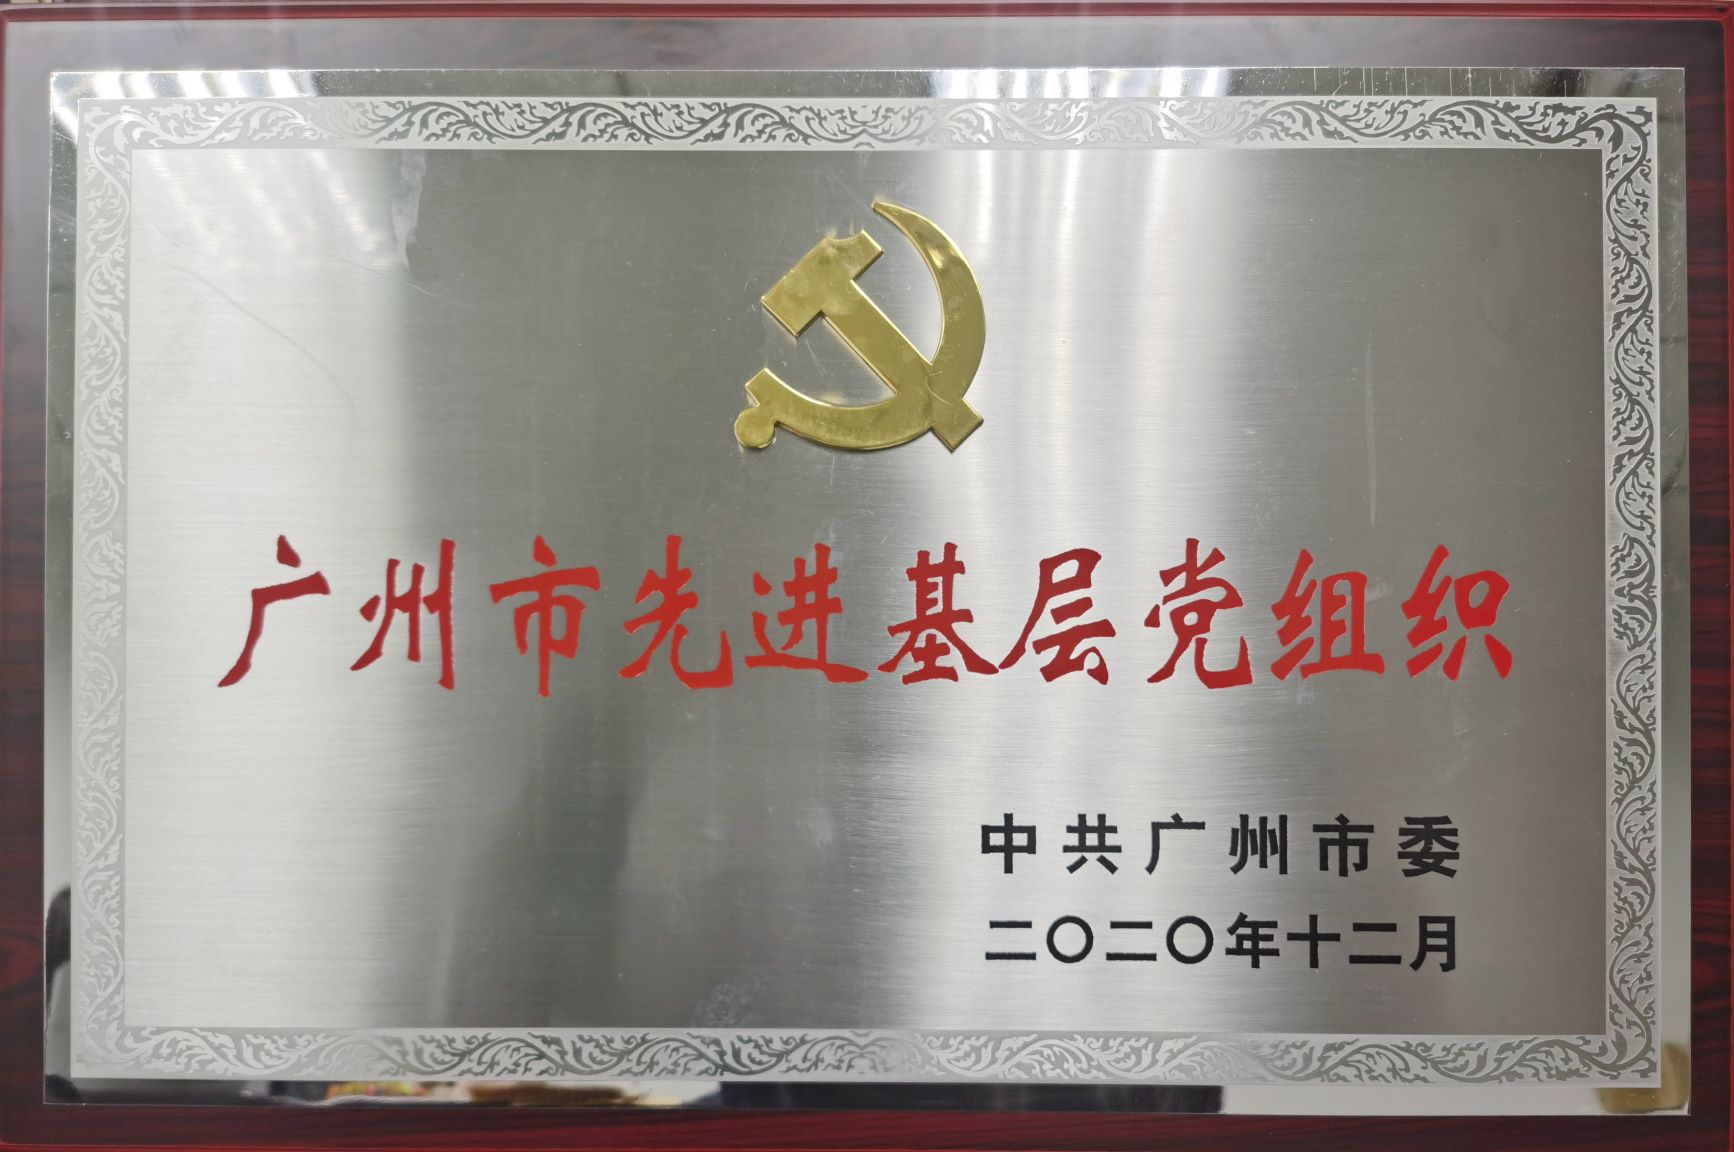 广州市先进基层党组织
中共广州市委
二〇二〇年十二月